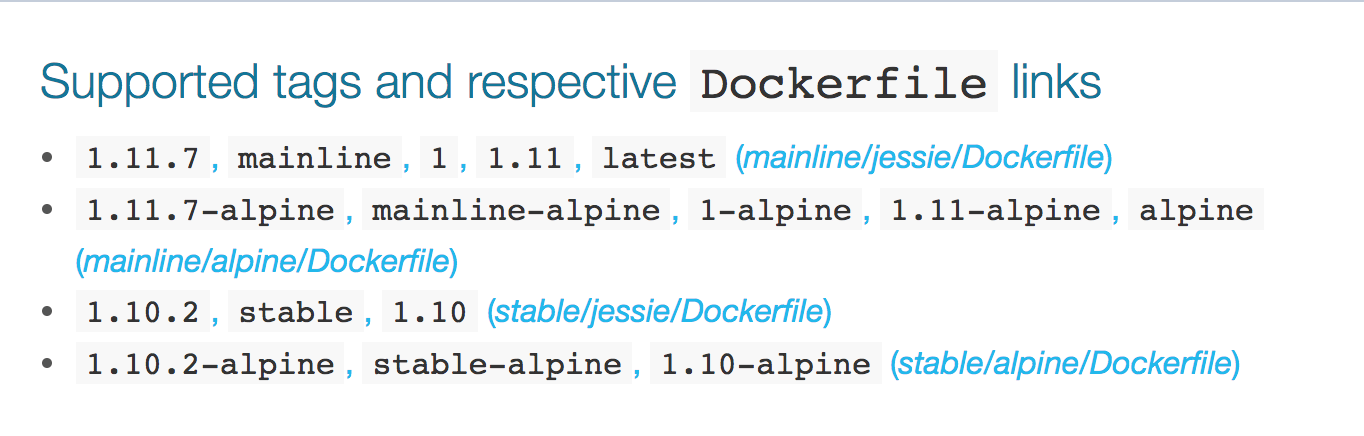 Supported tags and respective Dockerfile links
• 1.11.7, mainline, 1, 1.11, latest (mainline/jessie/Dockerfile)
• 1.11.7-alpine, mainline-alpine, 1-alpine, 1.11-alpine, alpine
(mainline/alpine/Dockerfile)
• 1.10.2, stable, 1.10 (stable/jessie/Dockerfile)
• 1.10.2-alpine, stable-alpine, 1.10-alpine (stable/alpine/Dockerfile)